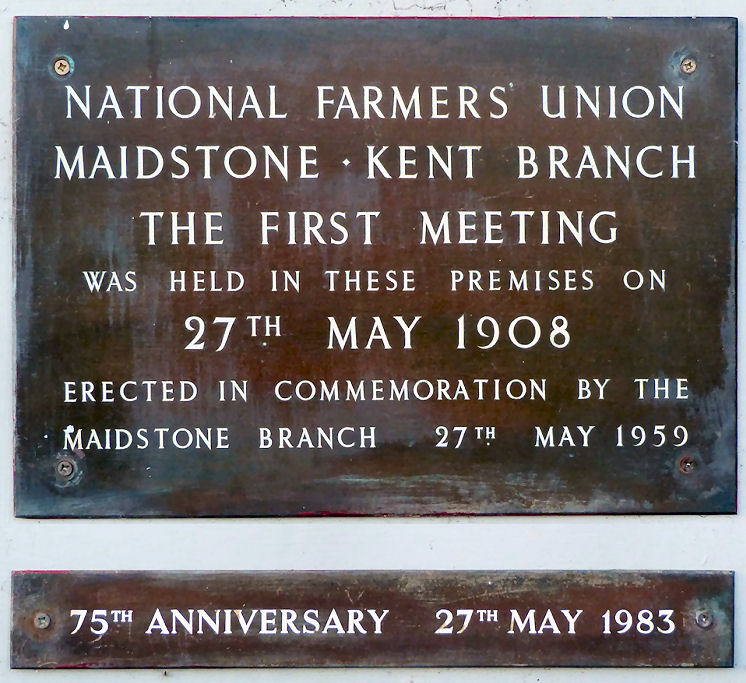 NATIONAL FARMERS' UNION
MAIDSTONE · KENT BRANCH
THE FIRST MEETING
WAS HELD IN THESE PREMISES ON
27TH MAY 1908
ERECTED IN COMMEMORATION BY THE
MAIDSTONE BRANCH 27TH MAY 1959
75TH ANNIVERSARY 27TH MAY 1983